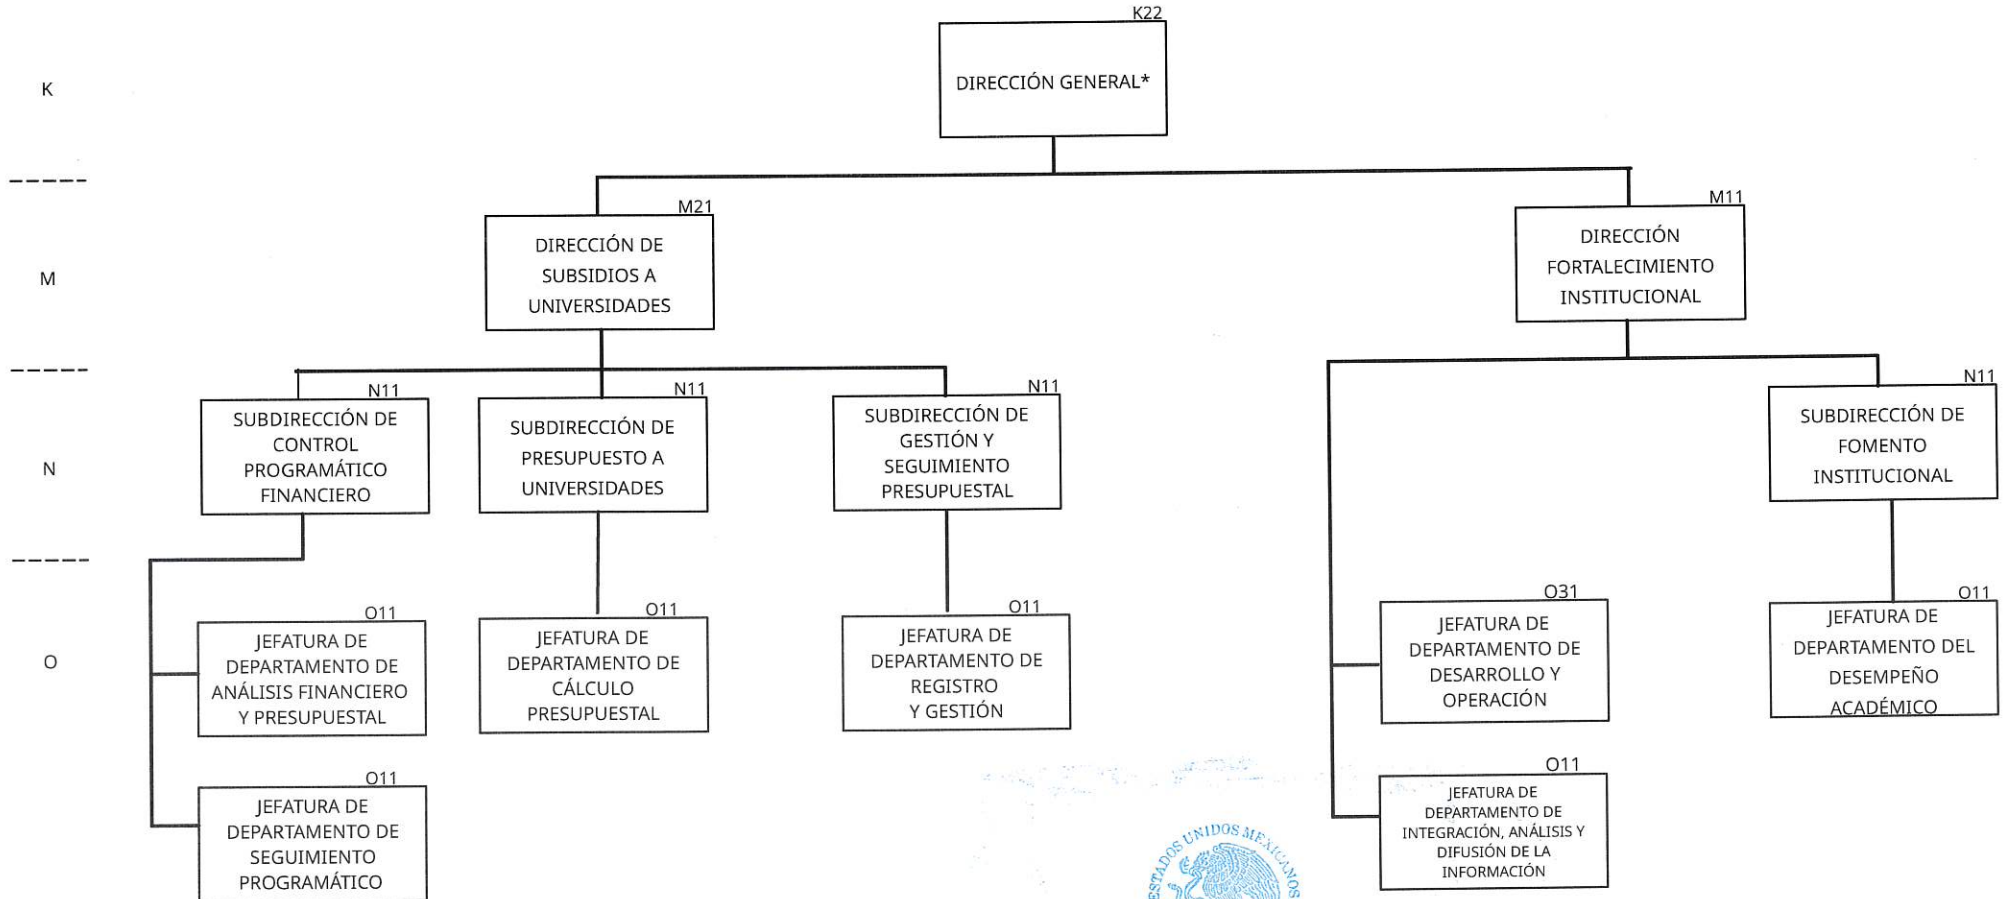 K22
DIRECCIÓN GENERAL*
K
M21
DIRECCIÓN DE
SUBSIDIOS A
UNIVERSIDADES
M11
DIRECCIÓN
FORTALECIMIENTO
INSTITUCIONAL
M
N11
SUBDIRECCIÓN DE
CONTROL
PROGRAMÁTICO
FINANCIERO
N11
SUBDIRECCIÓN DE
PRESUPUESTO A
UNIVERSIDADES
N11
SUBDIRECCIÓN DE
GESTIÓN Y
SEGUIMIENTO
PRESUPUESTAL
N11
SUBDIRECCIÓN DE
FOMENTO
INSTITUCIONAL
N
O11
JEFATURA DE
DEPARTAMENTO DE
ANÁLISIS FINANCIERO
Y PRESUPUESTAL
O11
JEFATURA DE
DEPARTAMENTO DE
CÁLCULO
PRESUPUESTAL
O11
JEFATURA DE
DEPARTAMENTO DE
REGISTRO
Y GESTIÓN
O31
JEFATURA DE
DEPARTAMENTO DE
DESARROLLO Y
OPERACIÓN
O11
JEFATURA DE
DEPARTAMENTO DEL
DESEMPEÑO
ACADÉMICO
O
O11
JEFATURA DE
DEPARTAMENTO DE
SEGUIMIENTO
PROGRAMÁTICO
O11
JEFATURA DE
DEPARTAMENTO DE
INTEGRACIÓN, ANÁLISIS Y
DIFUSIÓN DE LA
INFORMACIÓN
ESTADOS UNIDOS MEXICANOS